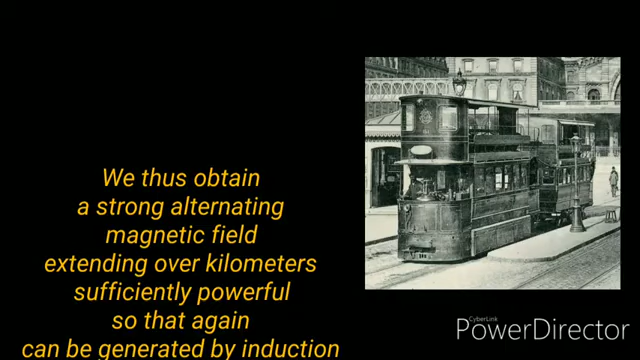 We thus obtain
a strong alternating
magnetic field
extending over kilometers
sufficiently powerful
so that again
can be generated by induction
CyberLink
PowerDirector